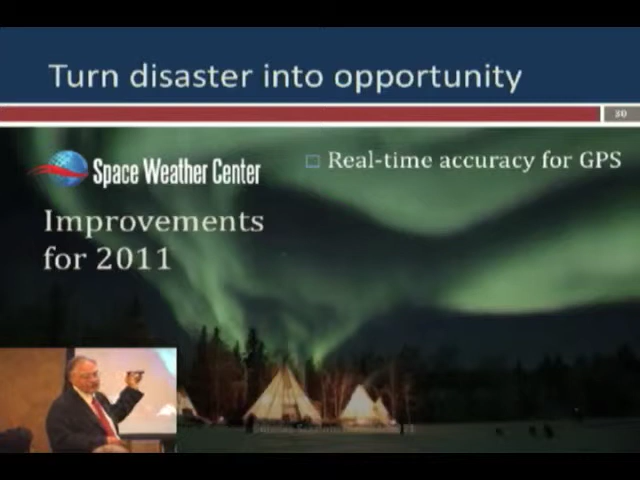 Turn disaster into opportunity
30
Space Weather Center
Real-time accuracy for GPS
Improvements
for 2011